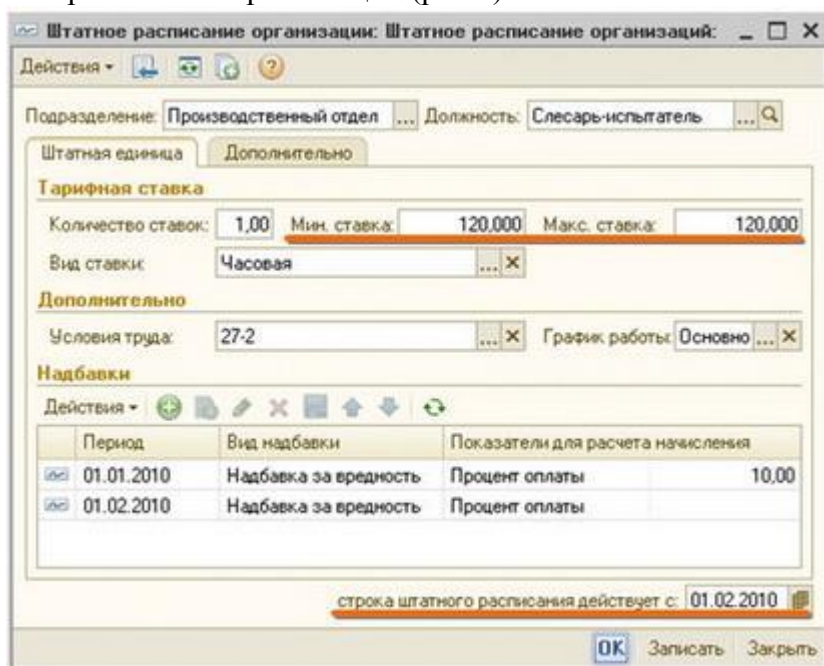 Штатное расписание организации: Штатное расписание организаций:
Действия
Подразделение: Производственный отдел ... Должность: Слесарь-испытатель ...
Штатная единица Дополнительно
Тарифная ставка
Количество ставок: 1,00 Мин. ставка: 120,000 Макс. ставка: 120,000
Вид ставки: Часовая ...
Дополнительно
Условия труда: 27-2 ... График работы: Основно ...
Надбавки
Действия
Период Вид надбавки Показатели для расчета начисления
01.01.2010 Надбавка за вредность Процент оплаты 10,00
01.02.2010 Надбавка за вредность Процент оплаты
строка штатного расписания действует с: 01.02.2010
OK Записать Закрыть